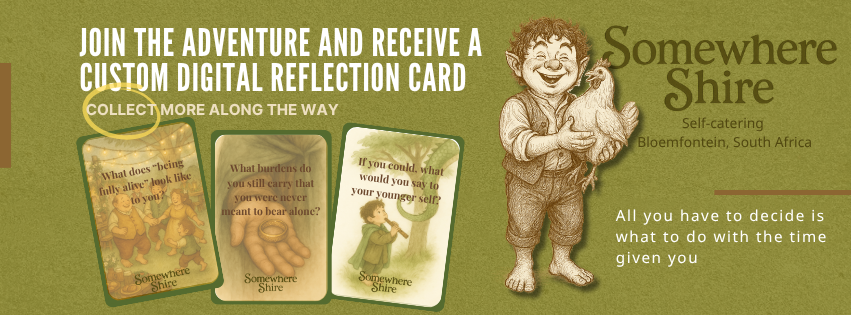 JOIN THE ADVENTURE AND RECEIVE A
CUSTOM DIGITAL REFLECTION CARD
COLLECT MORE ALONG THE WAY
What does "being
fully alive" look like
to you?
Somewhere
Shire
What burdens do
you still carry that
you were never
meant to bear alone?
Somewhere
Shire
If you could, what
would you say to
your younger self?
Somewhere
Shire
Somewhere
Shire
Self-catering
Bloemfontein, South Africa
All you have to decide is
what to do with the time
given you